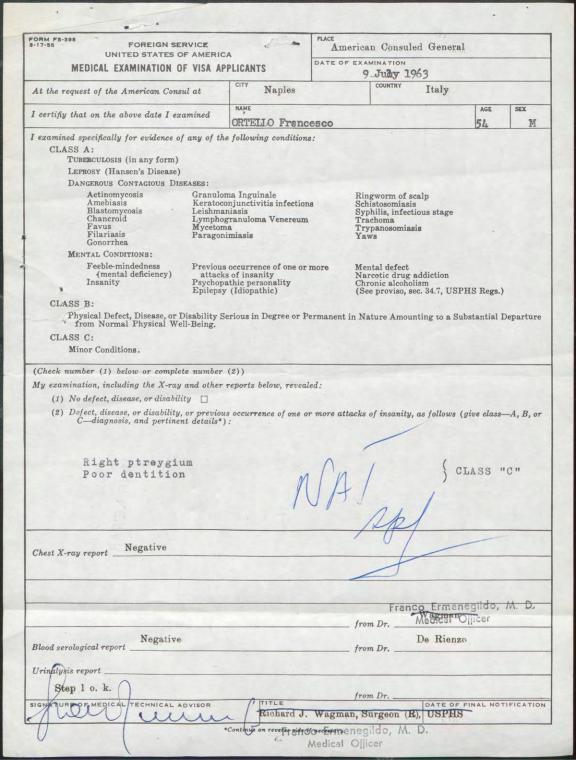 FORM FS-398
8-17-55
FOREIGN SERVICE
UNITED STATES OF AMERICA
MEDICAL EXAMINATION OF VISA APPLICANTS
PLACE
American Consuled General
DATE OF EXAMINATION
9 July 1963
At the request of the American Consul at
CITY
Naples
COUNTRY
Italy
I certify that on the above date I examined
NAME
ORTELLO Francesco
AGE
54
SEX
M
I examined specifically for evidence of any of the following conditions:
CLASS A:
TUBERCULOSIS (in any form)
LEPROSY (Hansen's Disease)
DANGEROUS CONTAGIOUS DISEASES:
Actinomycosis
Amebiasis
Blastomycosis
Chancroid
Favus
Filariasis
Gonorrhea
Granuloma Inguinale
Keratoconjunctivitis infections
Leishmaniasis
Lymphogranuloma Venereum
Mycetoma
Paragonimiasis
Ringworm of scalp
Schistosomiasis
Syphilis, infectious stage
Trachoma
Trypanosomiasis
Yaws
MENTAL CONDITIONS:
Feeble-mindedness
(mental deficiency)
Insanity
Previous occurrence of one or more
attacks of insanity
Psychopathic personality
Epilepsy (Idiopathic)
Mental defect
Narcotic drug addiction
Chronic alcoholism
(See proviso, sec. 34.7, USPHS Regs.)
CLASS B:
Physical Defect, Disease, or Disability Serious in Degree or Permanent in Nature Amounting to a Substantial Departure
from Normal Physical Well-Being.
CLASS C:
Minor Conditions.
(Check number (1) below or complete number (2))
My examination, including the X-ray and other reports below, revealed:
(1) No defect, disease, or disability
(2) Defect, disease, or disability, or previous occurrence of one or more attacks of insanity, as follows (give class—A, B, or
C—diagnosis, and pertinent details*):
Right ptreygium
Poor dentition
} CLASS "C"
Chest X-ray report Negative
Franco Ermenegildo, M. D.
Wagman
Medical Officer
from Dr.
Blood serological report Negative
from Dr. De Rienzo
Urinalysis report
Step 1 o. k.
from Dr.
SIGNATURE OF MEDICAL TECHNICAL ADVISOR
TITLE
Richard J. Wagman, Surgeon (R), USPHS
DATE OF FINAL NOTIFICATION
*Continue on reverse side if necessary
Franco Ermenegildo, M. D.
Medical Officer